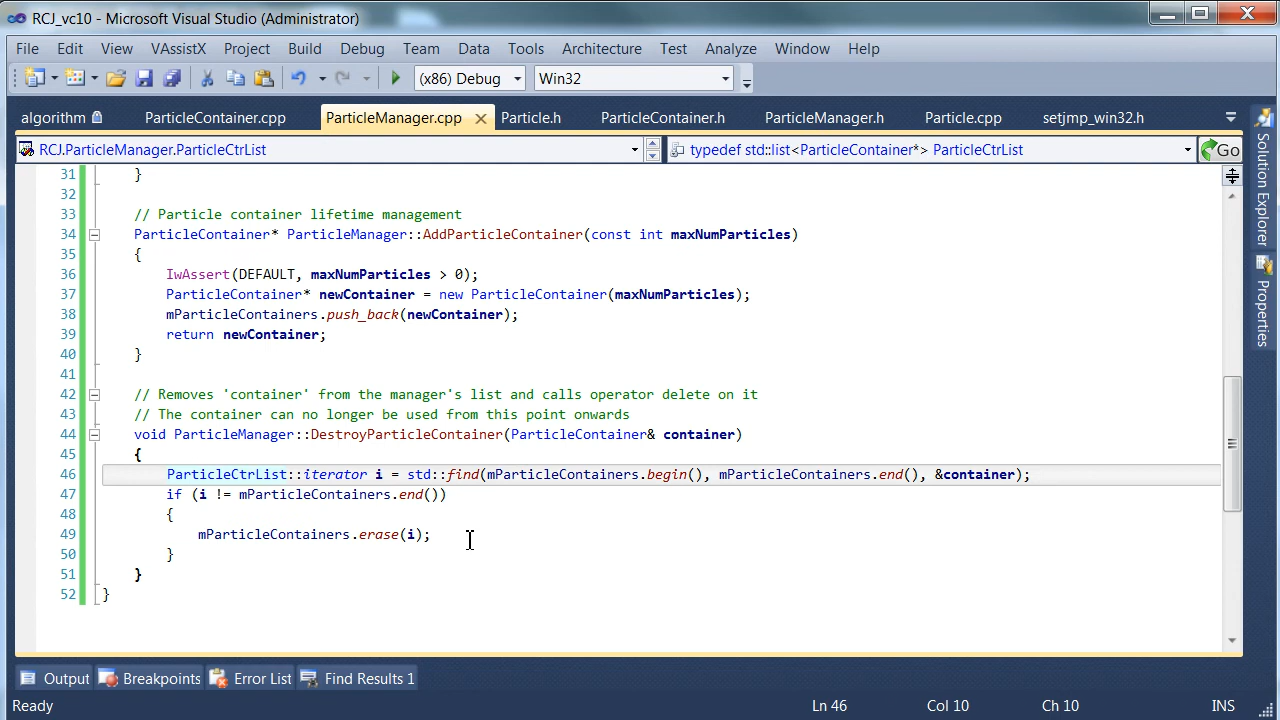 RCJ_vc10 - Microsoft Visual Studio (Administrator)
File Edit View VAssistX Project Build Debug Team Data Tools Architecture Test Analyze Window Help
(x86) Debug Win32
algorithm ParticleContainer.cpp ParticleManager.cpp Particle.h ParticleContainer.h ParticleManager.h Particle.cpp setjmp_win32.h
RCJ.ParticleManager.ParticleCtrList typedef std::list<ParticleContainer*> ParticleCtrList Go
31 }
32
33 // Particle container lifetime management
34 ParticleContainer* ParticleManager::AddParticleContainer(const int maxNumParticles)
35 {
36 IwAssert(DEFAULT, maxNumParticles > 0);
37 ParticleContainer* newContainer = new ParticleContainer(maxNumParticles);
38 mParticleContainers.push_back(newContainer);
39 return newContainer;
40 }
41
42 // Removes 'container' from the manager's list and calls operator delete on it
43 // The container can no longer be used from this point onwards
44 void ParticleManager::DestroyParticleContainer(ParticleContainer& container)
45 {
46 ParticleCtrList::iterator i = std::find(mParticleContainers.begin(), mParticleContainers.end(), &container);
47 if (i != mParticleContainers.end())
48 {
49 mParticleContainers.erase(i);
50 }
51 }
52 }
Solution Explorer
Properties
Output Breakpoints Error List Find Results 1
Ready Ln 46 Col 10 Ch 10 INS